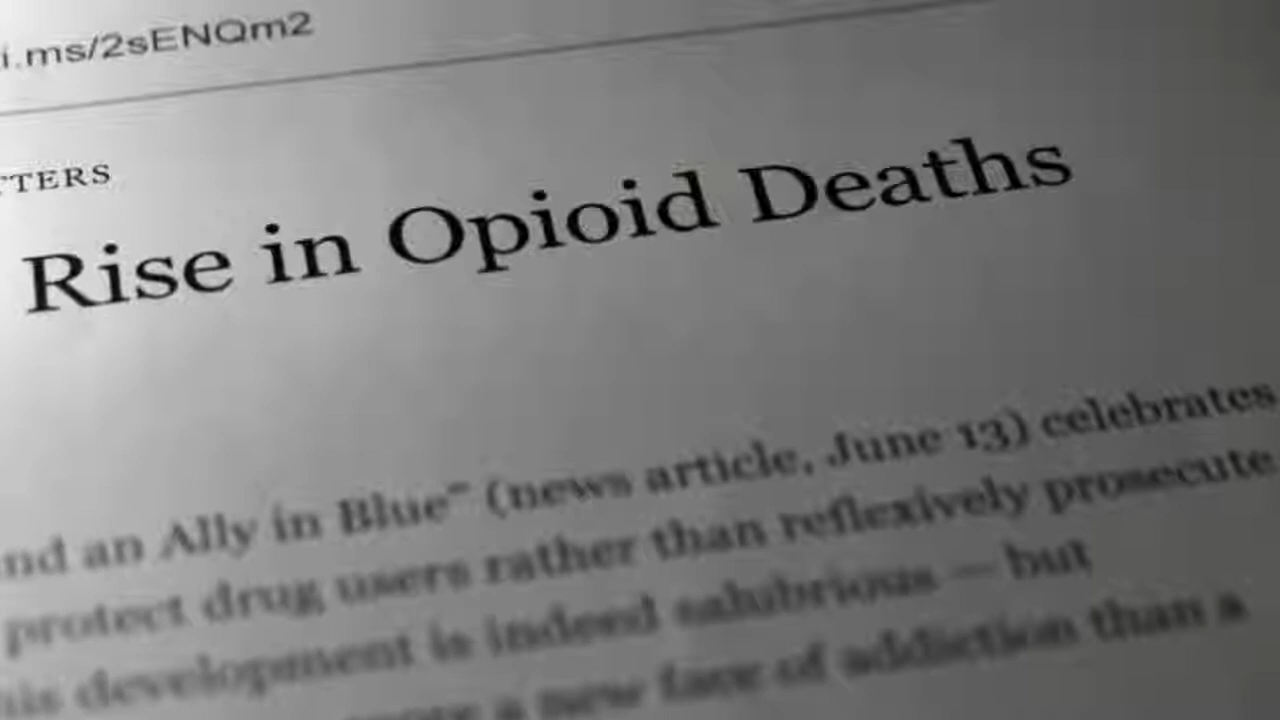 i.ms/2sENQm2
TTERS
Rise in Opioid Deaths
nd an Ally in Blue” (news article, June 13) celebrates
protect drug users rather than reflexively prosecute
his development is indeed salubrious — but
a new face of addiction than a